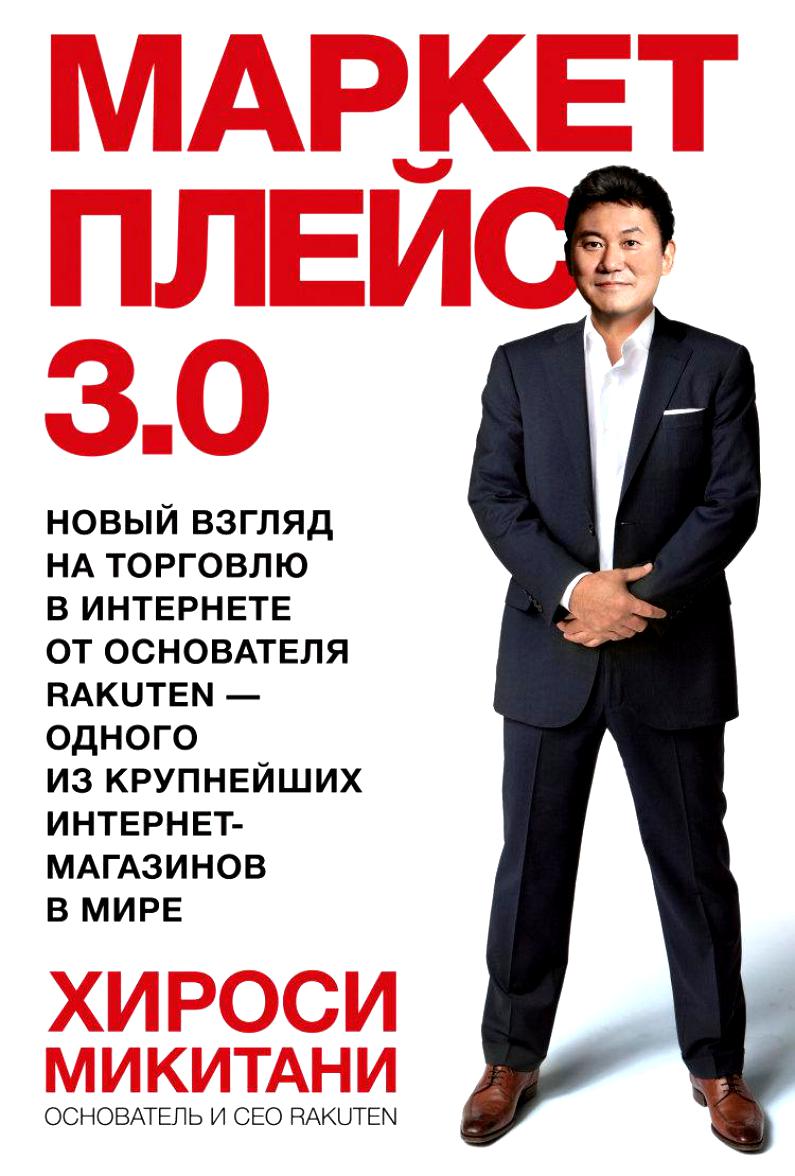 МАРКЕТ
ПЛЕЙС
3.0
НОВЫЙ ВЗГЛЯД
НА ТОРГОВЛЮ
В ИНТЕРНЕТЕ
ОТ ОСНОВАТЕЛЯ
RAKUTEN —
ОДНОГО
ИЗ КРУПНЕЙШИХ
ИНТЕРНЕТ-
МАГАЗИНОВ
В МИРЕ
ХИРОСИ
МИКИТАНИ
ОСНОВАТЕЛЬ И CEO RAKUTEN